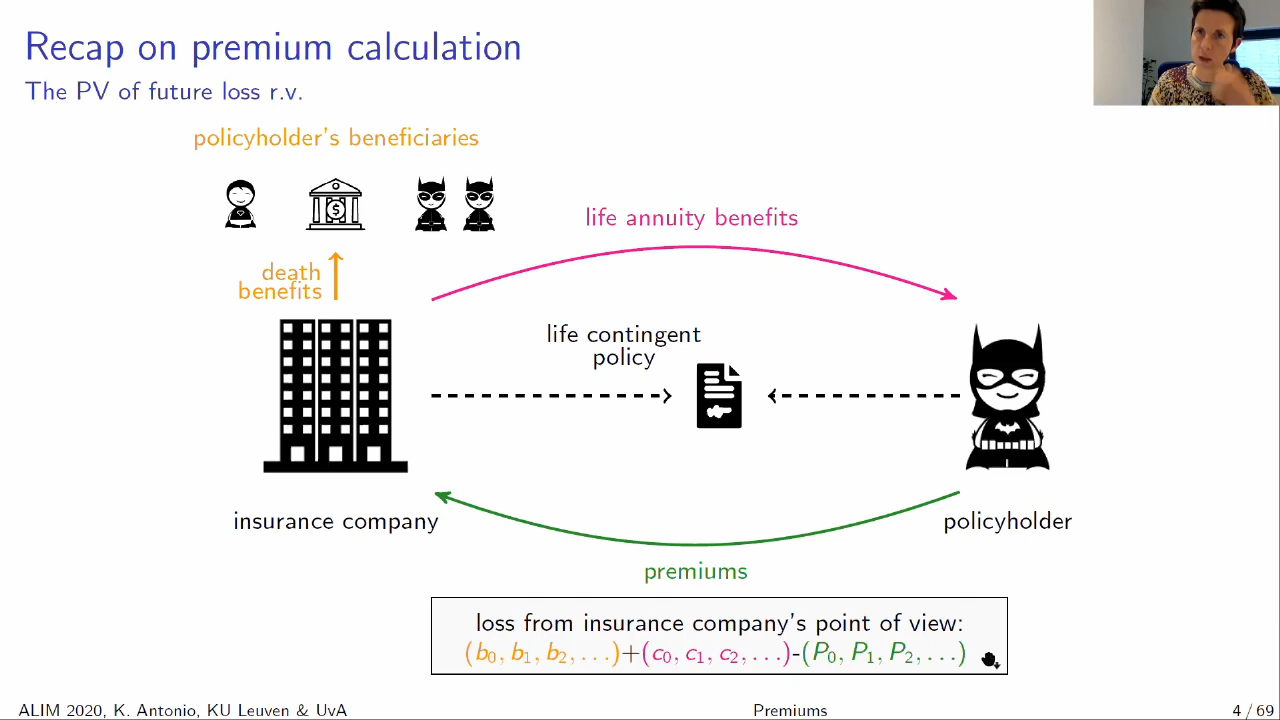 Recap on premium calculation
The PV of future loss r.v.
policyholder's beneficiaries
$
life annuity benefits
death
benefits
life contingent
policy
insurance company
policyholder
premiums
loss from insurance company's point of view:
(b₀, b₁, b₂, ...)+(c₀, c₁, c₂, ...)-(P₀, P₁, P₂, ...)
ALIM 2020, K. Antonio, KU Leuven & UvA
Premiums
4 / 69